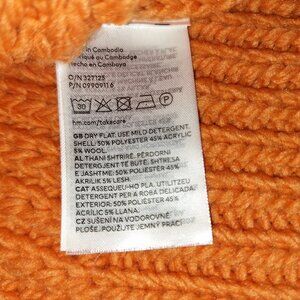 in Cambodia
iqué au Cambodge
echo en Camboya
C/N 327125
P/N 09909116
30
hm.com/takecare
GB DRY FLAT. USE MILD DETERGENT.
SHELL: 50% POLYESTER 45% ACRYLIC
5% WOOL.
AL THANI SHTRIRË. PËRDORNI
DETERGJENT TË BUTË. SHTRESA
E JASHTME: 50% POLIESTER 45%
AKRILIK 5% LESH.
CAT ASSEQUEU-HO PLA. UTILITZEU
DETERGENT PER A ROBA DELICADA.
EXTERIOR: 50% POLIÈSTER 45%
ACRÍLIC 5% LLANA.
CZ SUŠENÍ NA VODOROVNÉ
POUŽIJTE JEMNÝ PRACÍ